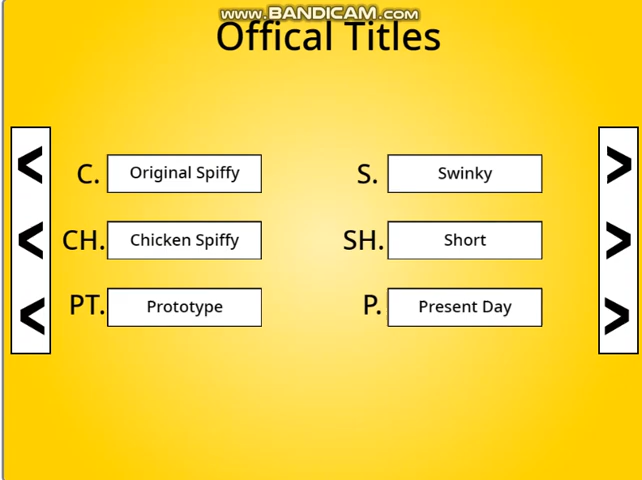 www.BANDICAM.com
Offical Titles
C. Original Spiffy
S. Swinky
CH. Chicken Spiffy
SH. Short
PT. Prototype
P. Present Day